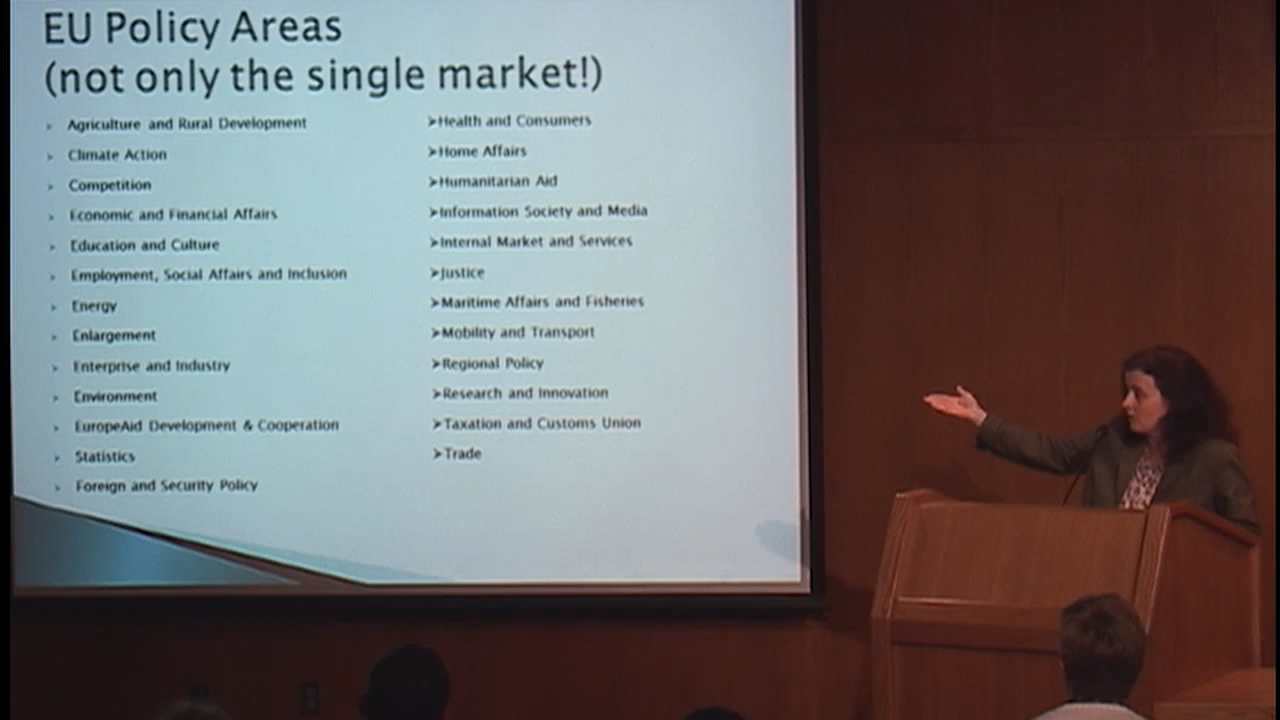 EU Policy Areas
(not only the single market!)
Agriculture and Rural Development
Climate Action
Competition
Economic and Financial Affairs
Education and Culture
Employment, Social Affairs and Inclusion
Energy
Enlargement
Enterprise and Industry
Environment
EuropeAid Development & Cooperation
Statistics
Foreign and Security Policy
➢Health and Consumers
➢Home Affairs
➢Humanitarian Aid
➢Information Society and Media
➢Internal Market and Services
➢Justice
➢Maritime Affairs and Fisheries
➢Mobility and Transport
➢Regional Policy
➢Research and Innovation
➢Taxation and Customs Union
➢Trade